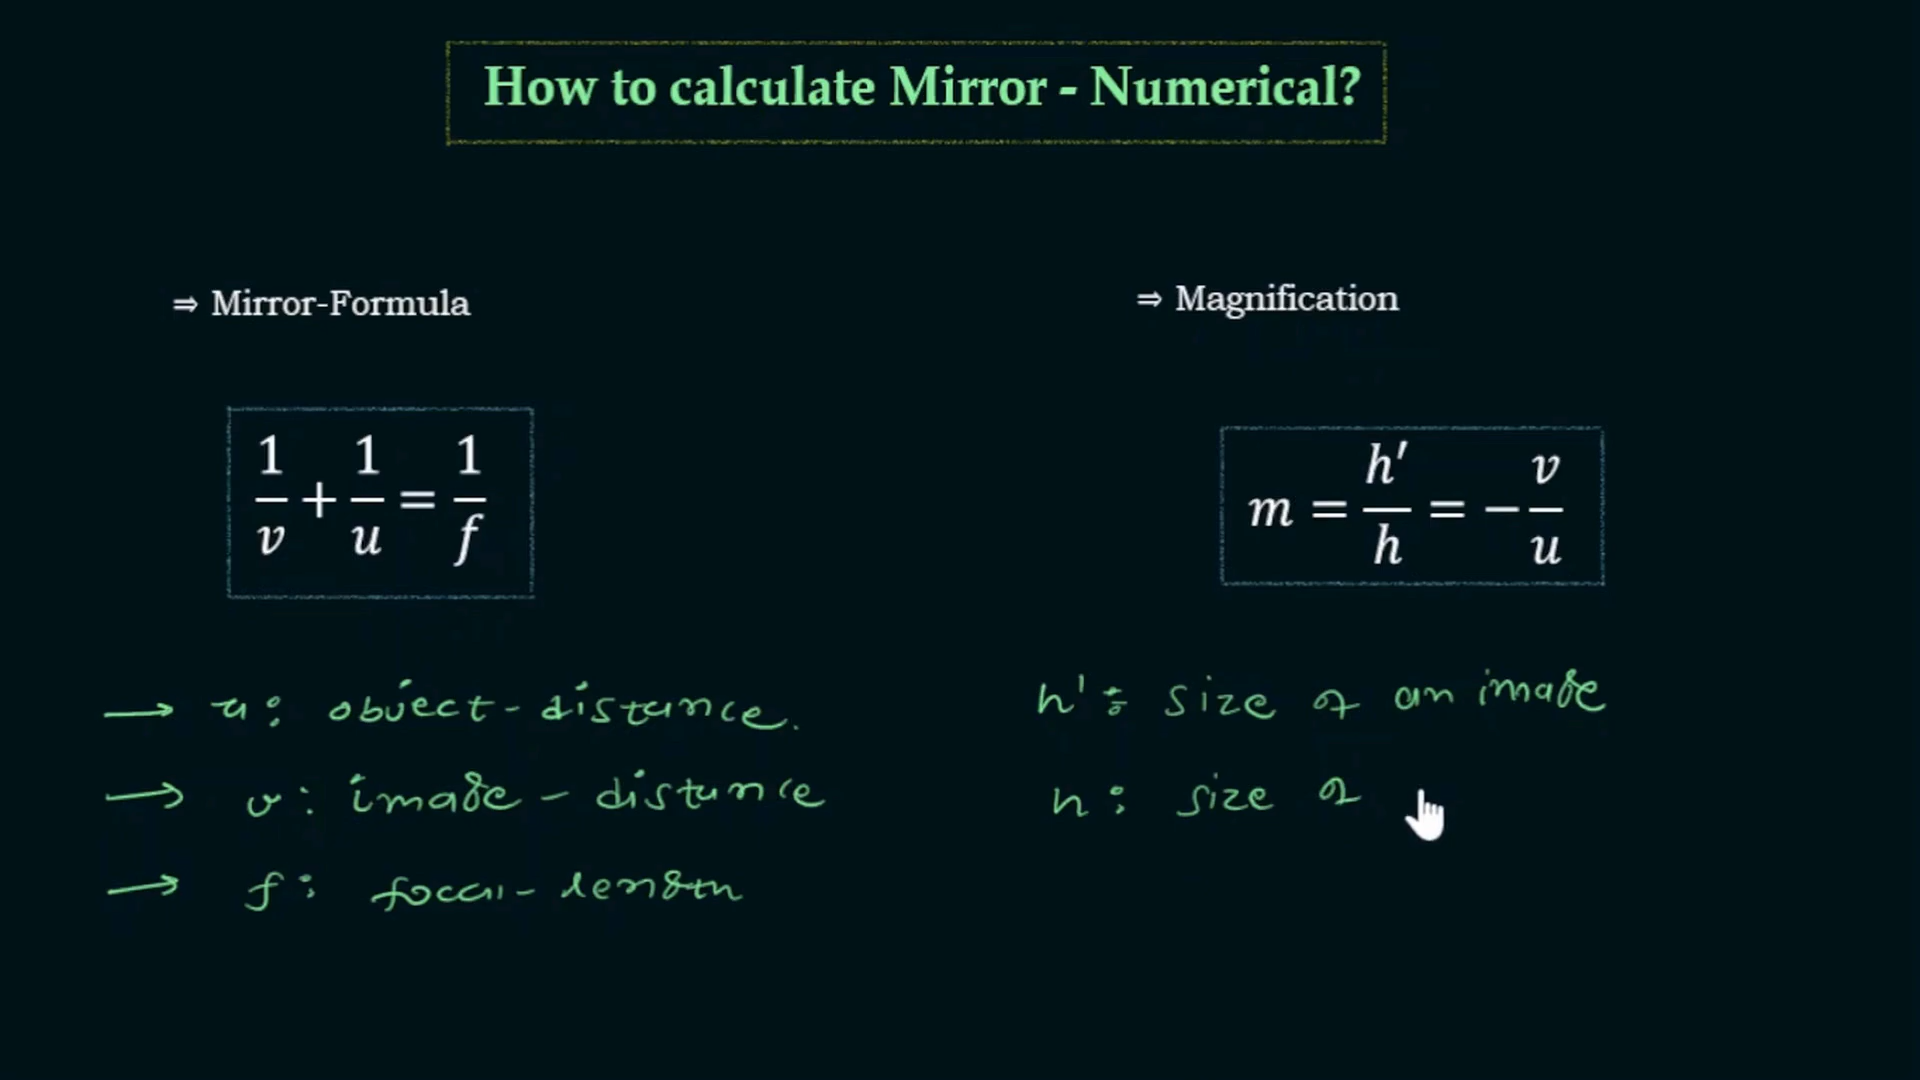 How to calculate Mirror - Numerical?
⇒ Mirror-Formula
1/v + 1/u = 1/f
→ u: object-distance.
→ v: image-distance
→ f: focal-length
⇒ Magnification
m = h′/h = −v/u
h': size of an image
h: size of